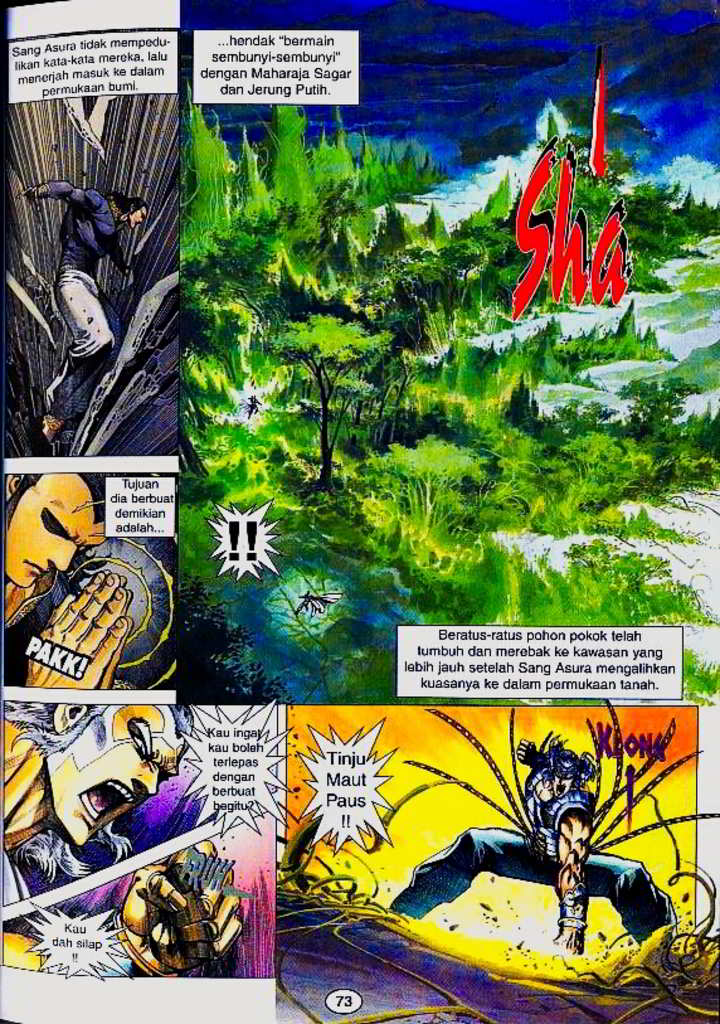 Sang Asura tidak mempedu-
likan kata-kata mereka, lalu
menerjah masuk ke dalam
permukaan bumi.
...hendak "bermain
sembunyi-sembunyi"
dengan Maharaja Sagar
dan Jerung Putih.
Sha!
Tujuan
dia berbuat
demikian
adalah...
PAKK!
!!
Beratus-ratus pohon pokok telah
tumbuh dan merebak ke kawasan yang
labih jauh setelah Sang Asura mengalihkan
kuasanya ke dalam permukaan tanah.
Kau ingat
kau boleh
terlepas
dengan
berbuat
begitu?
Kau
dah silap
!!
Tinju
Maut
Paus
!!
73